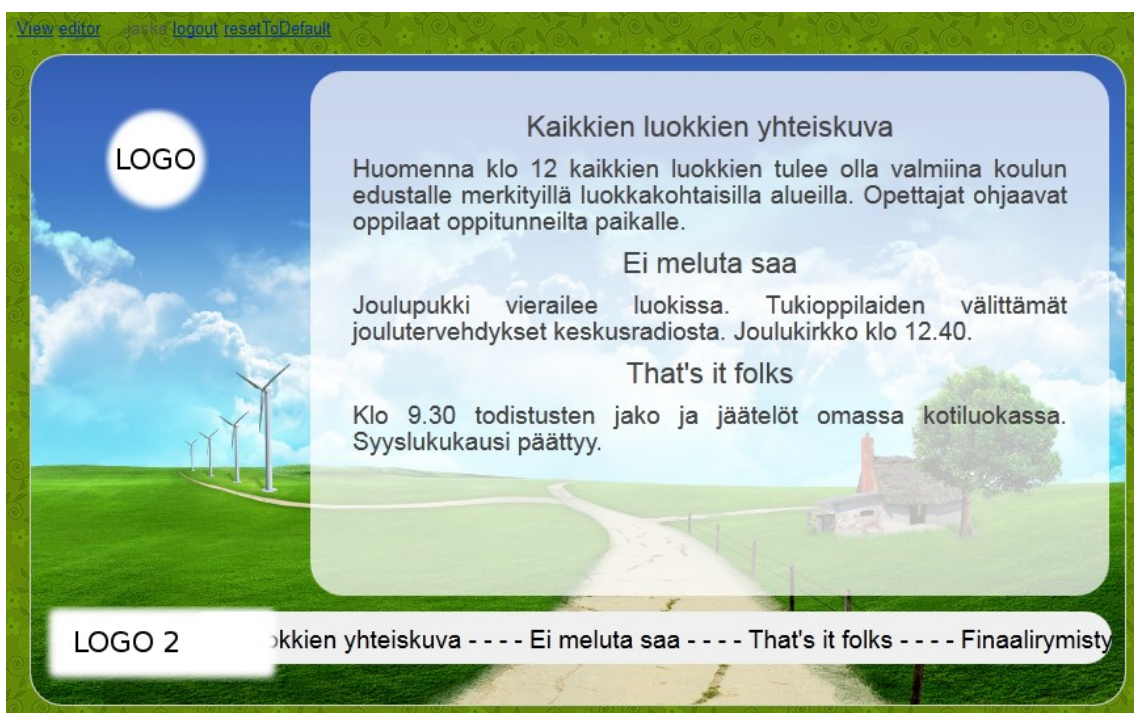 View editor jaska logout resetToDefault
LOGO
Kaikkien luokkien yhteiskuva
Huomenna klo 12 kaikkien luokkien tulee olla valmiina koulun
edustalle merkityillä luokkakohtaisilla alueilla. Opettajat ohjaavat
oppilaat oppitunneilta paikalle.
Ei meluta saa
Joulupukki vierailee luokissa. Tukioppilaiden välittämät
joulutervehdykset keskusradiosta. Joulukirkko klo 12.40.
That's it folks
Klo 9.30 todistusten jako ja jäätelöt omassa kotiluokassa.
Syyslukukausi päättyy.
LOGO 2
okkien yhteiskuva - - - - Ei meluta saa - - - - That's it folks - - - - Finaalirymisty